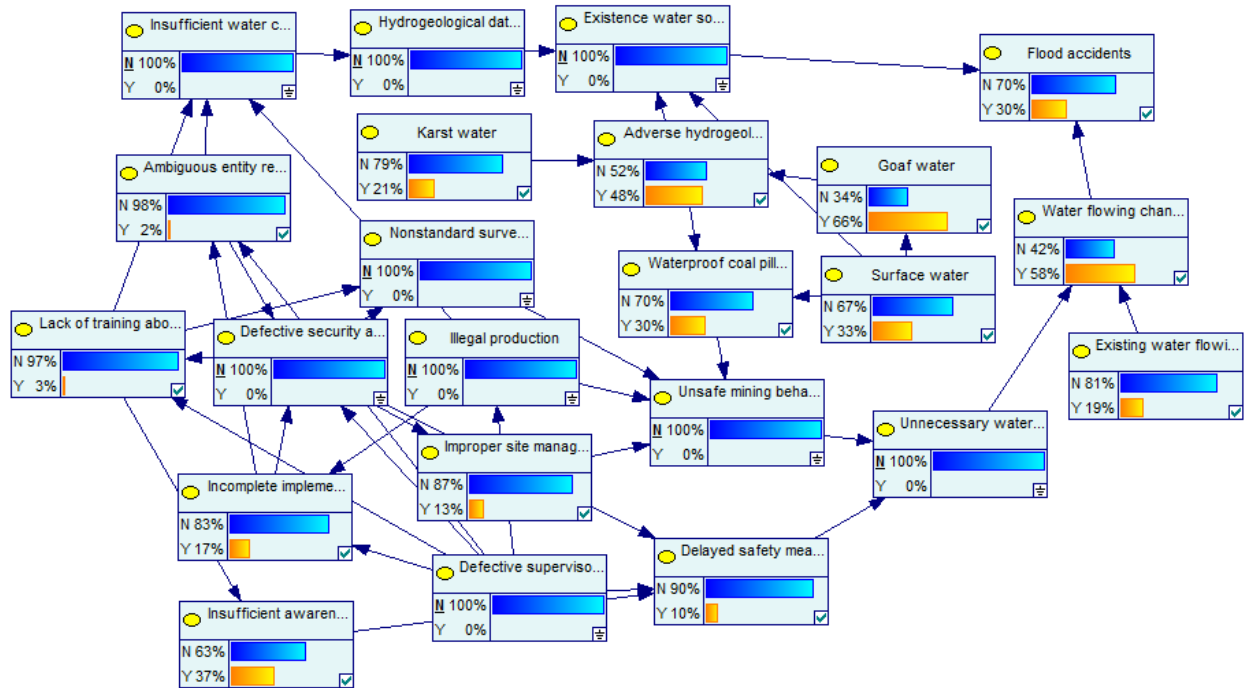 Insufficient water c...
N 100%
Y 0%
Hydrogeological dat...
N 100%
Y 0%
Existence water so...
N 100%
Y 0%
Flood accidents
N 70%
Y 30%
Karst water
N 79%
Y 21%
Adverse hydrogeol...
N 52%
Y 48%
Goaf water
N 34%
Y 66%
Ambiguous entity re...
N 98%
Y 2%
Water flowing chan...
N 42%
Y 58%
Nonstandard surve...
N 100%
Y 0%
Waterproof coal pill...
N 70%
Y 30%
Surface water
N 67%
Y 33%
Lack of training abo...
N 97%
Y 3%
Defective security a...
N 100%
Y 0%
Illegal production
N 100%
Y 0%
Existing water flowi...
N 81%
Y 19%
Unsafe mining beha...
N 100%
Y 0%
Unnecessary water...
N 100%
Y 0%
Improper site manag...
N 87%
Y 13%
Incomplete impleme...
N 83%
Y 17%
Delayed safety mea...
N 90%
Y 10%
Defective superviso...
N 100%
Y 0%
Insufficient awaren...
N 63%
Y 37%